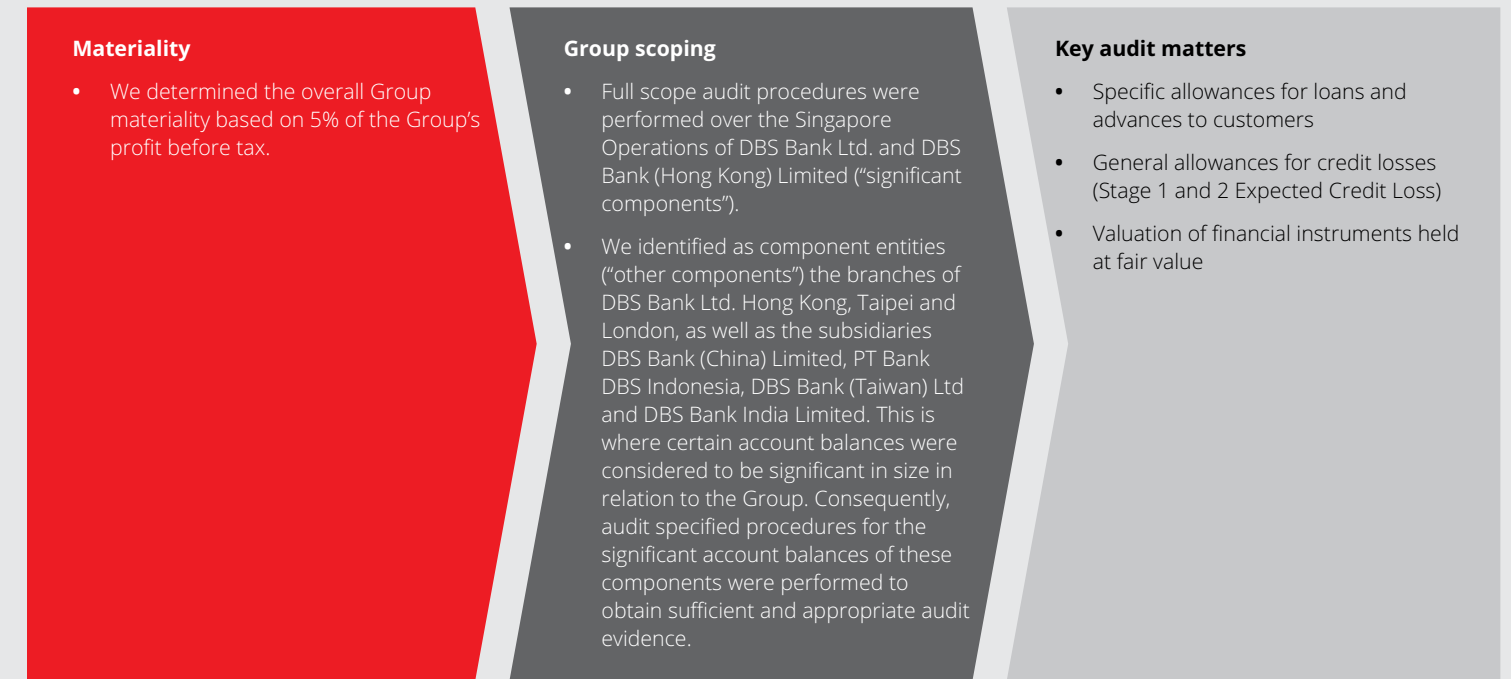 Materiality
• We determined the overall Group
materiality based on 5% of the Group’s
profit before tax.
Group scoping
• Full scope audit procedures were
performed over the Singapore
Operations of DBS Bank Ltd. and DBS
Bank (Hong Kong) Limited (“significant
components”).
• We identified as component entities
(“other components”) the branches of
DBS Bank Ltd. Hong Kong, Taipei and
London, as well as the subsidiaries
DBS Bank (China) Limited, PT Bank
DBS Indonesia, DBS Bank (Taiwan) Ltd
and DBS Bank India Limited. This is
where certain account balances were
considered to be significant in size in
relation to the Group. Consequently,
audit specified procedures for the
significant account balances of these
components were performed to
obtain sufficient and appropriate audit
evidence.
Key audit matters
• Specific allowances for loans and
advances to customers
• General allowances for credit losses
(Stage 1 and 2 Expected Credit Loss)
• Valuation of financial instruments held
at fair value